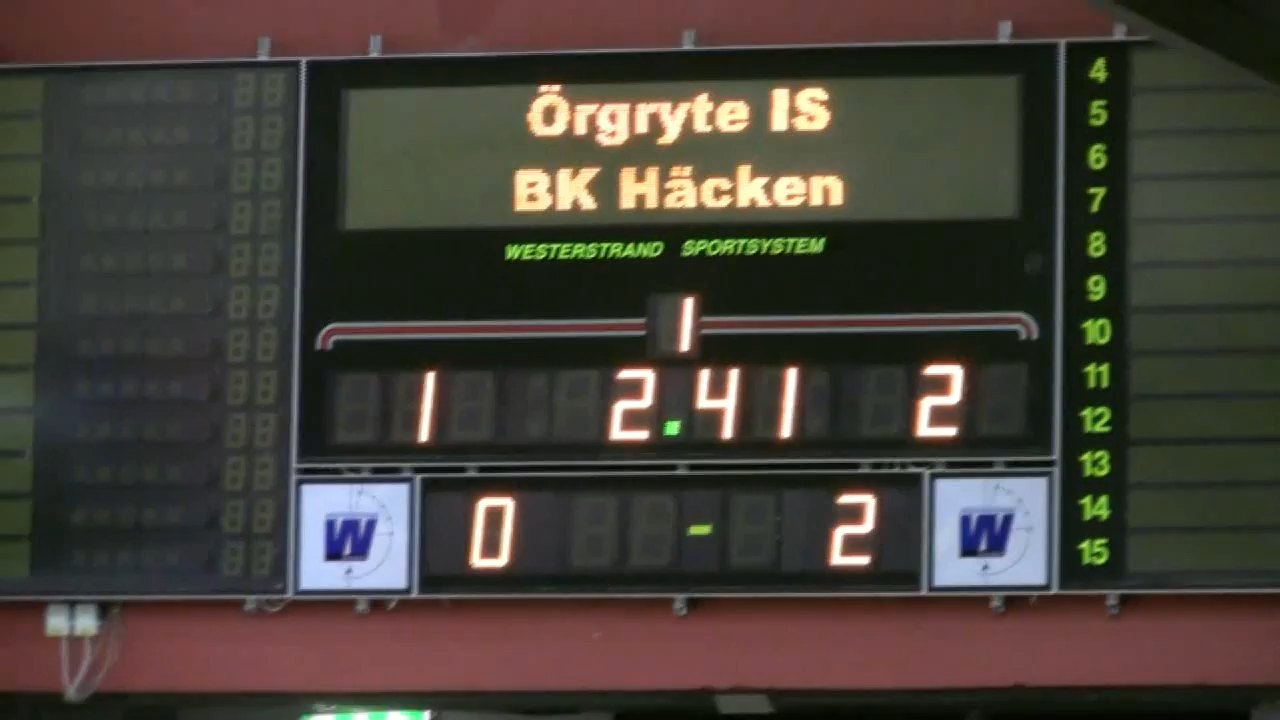 Örgryte IS
BK Häcken
WESTERSTRAND SPORTSYSTEM
1
1 2.41 2
0 - 2
W W
4
5
6
7
8
9
10
11
12
13
14
15